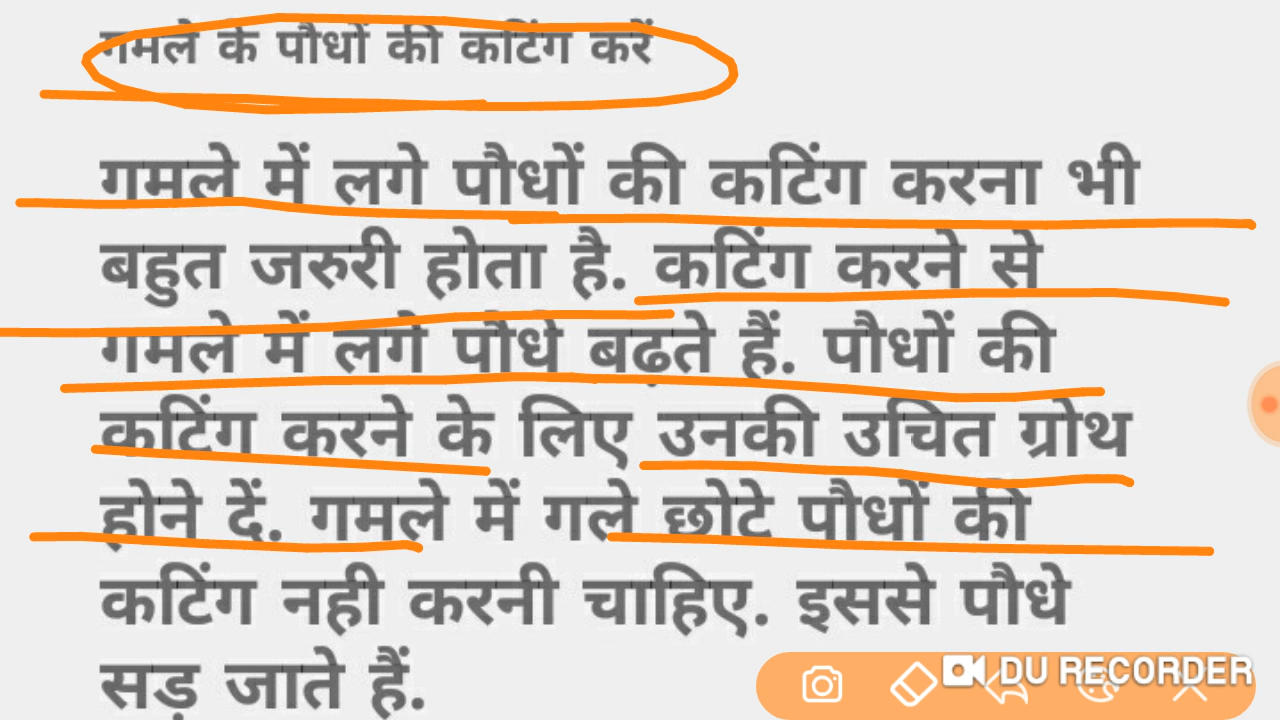 गमले के पौधों की कटिंग करें
गमले में लगे पौधों की कटिंग करना भी
बहुत जरुरी होता है. कटिंग करने से
गमले में लगे पौधे बढ़ते हैं. पौधों की
कटिंग करने के लिए उनकी उचित ग्रोथ
होने दें. गमले में गले छोटे पौधों की
कटिंग नही करनी चाहिए. इससे पौधे
सड़ जाते हैं.
DU RECORDER